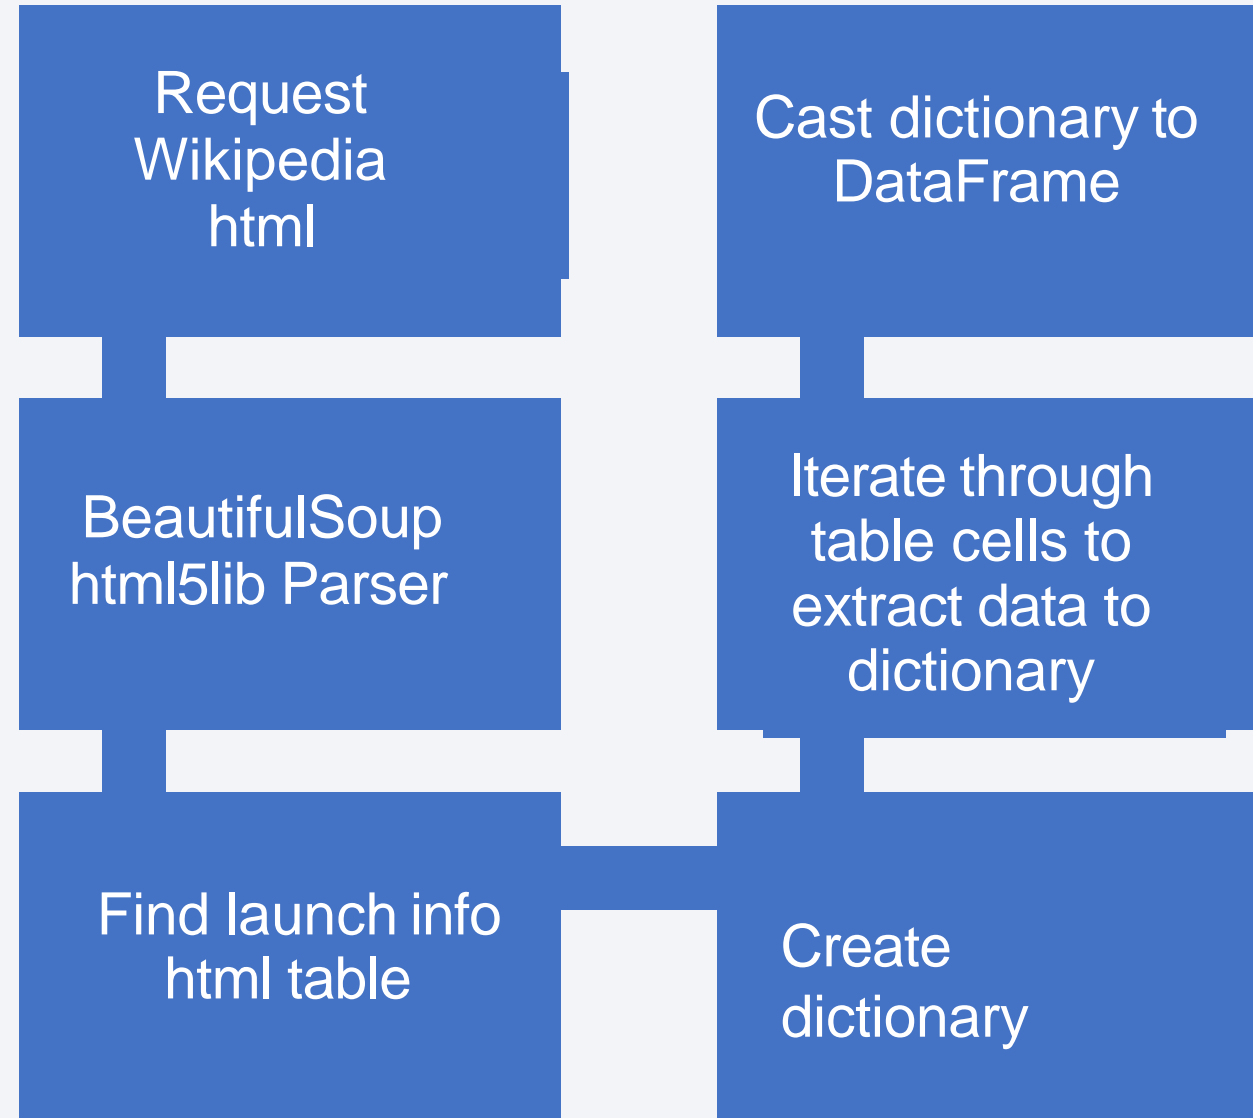 Request
Wikipedia
html
BeautifulSoup
html5lib Parser
Find launch info
html table
Create
dictionary
Iterate through
table cells to
extract data to
dictionary
Cast dictionary to
DataFrame